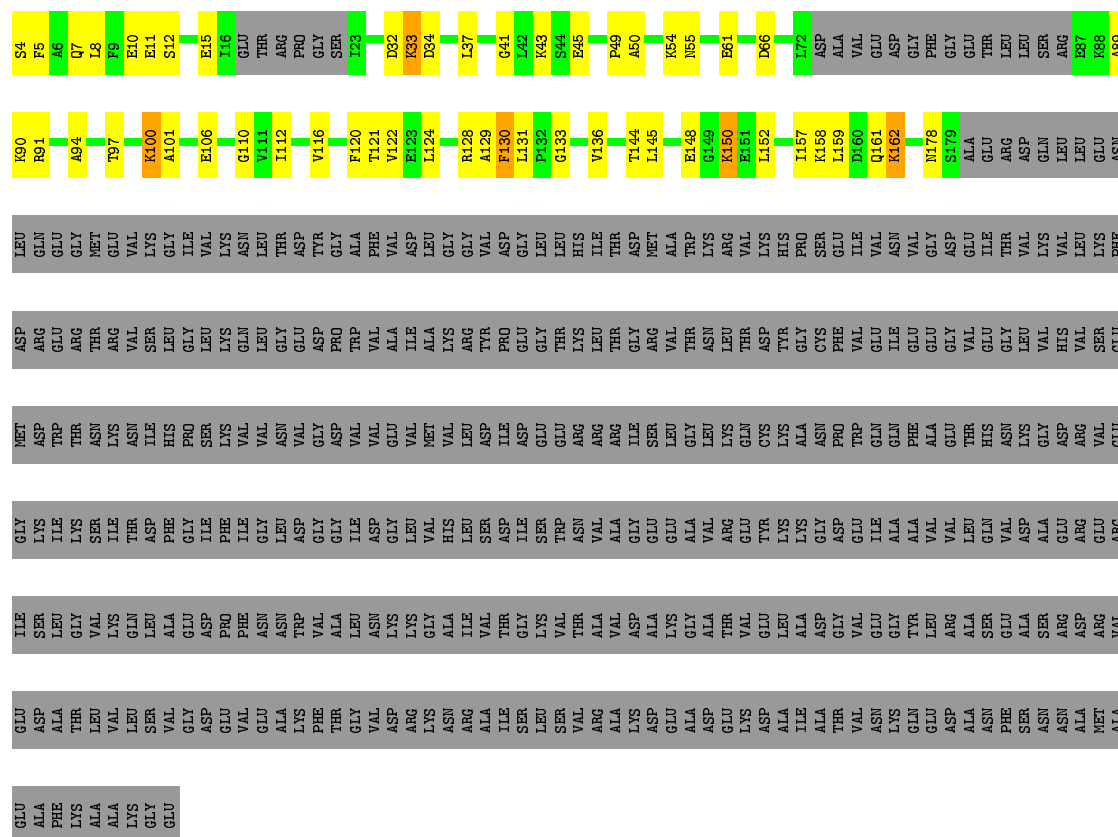 S4 F5 A6 Q7 L8 F9 E10 E11 S12 E15 I16 GLU THR ARG PRO GLY SER I23 D32 K33 D34 L37 G41 L42 K43 S44 E45 P49 A50 K54 N55 E61 D66 L72 ASP ALA VAL GLU ASP GLY PHE GLY GLU THR LEU LEU SER ARG E87 K88 A89
K90 R91 A94 T97 K100 A101 E106 G110 V111 I112 V116 F120 T121 V122 E123 L124 R128 A129 F130 L131 P132 G133 V136 T144 L145 E148 G149 K150 E151 L152 I157 K158 L159 D160 Q161 K162 N178 S179 ALA GLU ARG ASP GLN LEU LEU GLU ASN
LEU GLN GLU GLY MET GLU VAL LYS GLY ILE VAL LYS ASN LEU THR ASP TYR GLY ALA PHE VAL ASP LEU GLY GLY VAL ASP GLY LEU LEU HIS ILE THR ASP MET ALA TRP LYS ARG VAL LYS HIS PRO SER GLU ILE VAL ASN VAL GLY ASP GLU ILE THR VAL LYS VAL LEU LYS PHE
ASP ARG GLU ARG THR ARG VAL SER LEU GLY LEU LYS GLN LEU GLY GLU ASP PRO TRP VAL ALA ILE ALA LYS ARG TYR PRO GLU GLY THR LYS LEU THR GLY ARG VAL THR ASN LEU THR ASP TYR GLY CYS PHE VAL GLU ILE GLU GLU GLY VAL GLU GLY LEU VAL HIS VAL SER GLU
MET ASP TRP THR ASN LYS ASN ILE HIS PRO SER LYS VAL VAL ASN VAL GLY ASP VAL VAL GLU VAL MET VAL LEU ASP ILE ASP GLU GLU ARG ARG ARG ILE SER LEU GLY LEU LYS GLN CYS LYS ALA ASN PRO TRP GLN GLN PHE ALA GLU THR HIS ASN LYS GLY ASP ARG VAL GLU
GLY LYS ILE LYS SER ILE THR ASP PHE GLY ILE PHE ILE GLY LEU ASP GLY GLY ILE ASP GLY LEU VAL HIS LEU SER ASP ILE SER TRP ASN VAL ALA GLY GLU GLU ALA VAL ARG GLU TYR LYS LYS GLY ASP GLU ILE ALA ALA VAL VAL LEU GLN VAL ASP ALA GLU ARG GLU ARG
ILE SER LEU GLY VAL LYS GLN LEU ALA GLU ASP PRO PHE ASN ASN TRP VAL ALA LEU ASN LYS LYS GLY ALA ILE VAL THR GLY LYS VAL THR ALA VAL ASP ALA LYS GLY ALA THR VAL GLU LEU ALA ASP GLY VAL GLU GLY TYR LEU ARG ALA SER GLU ALA SER ARG ASP ARG VAL
GLU ASP ALA THR LEU VAL LEU SER VAL GLY ASP GLU VAL GLU ALA LYS PHE THR GLY VAL ASP ARG LYS ASN ARG ALA ILE SER LEU SER VAL ARG ALA LYS ASP GLU ALA ASP GLU LYS ASP ALA ILE ALA THR VAL ASN LYS GLN GLU ASP ALA ASN PHE SER ASN ASN ALA MET ALA
GLU ALA PHE LYS ALA ALA LYS GLY GLU